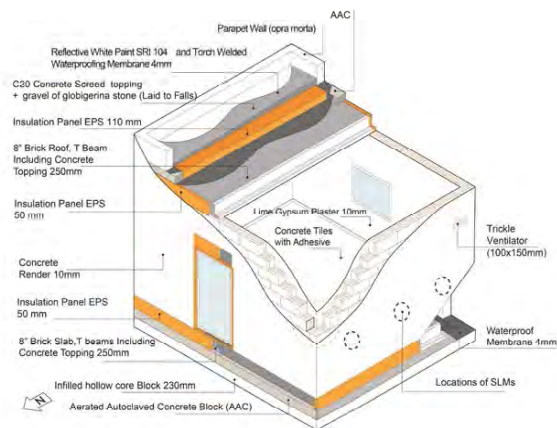 Parapet Wall (opra morta)
AAC
Reflective White Paint SRI 104 and Torch Welded
Waterproofing Membrane 4mm
C20 Concrete Screed topping
+ gravel of globigerina stone (Laid to Falls)
Insulation Panel EPS 110 mm
8" Brick Roof, T Beam
Including Concrete
Topping 250mm
Insulation Panel EPS
50 mm
Lime Gypsum Plaster 10mm
Concrete Tiles
with Adhesive
Trickle
Ventilator
(100x150mm)
Concrete
Render 10mm
Insulation Panel EPS
50 mm
8" Brick Slab,T beams Including
Concrete Topping 250mm
Waterproof
Membrane 4mm
Infilled hollow core Block 230mm
Locations of SLMs
Aerated Autoclaved Concrete Block (AAC)
N